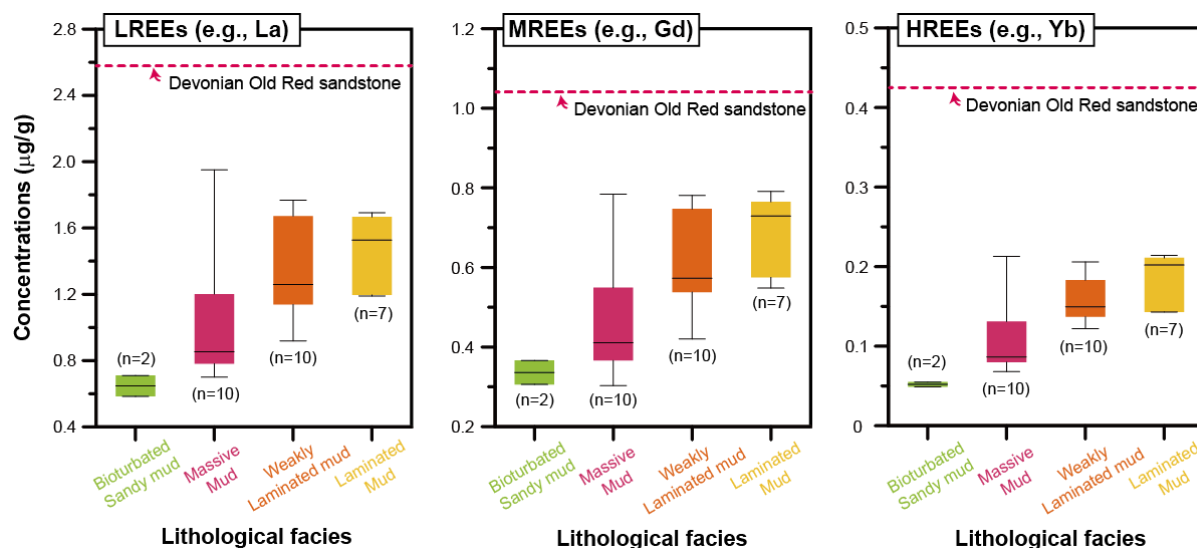 LREEs (e.g., La)
2.8
2.4
2.0
1.6
1.2
0.8
0.4
Concentrations (µg/g)
Devonian Old Red sandstone
(n=2)
(n=10)
(n=10)
(n=7)
Bioturbated
Sandy mud
Massive
Mud
Weakly
Laminated mud
Laminated
Mud
Lithological facies
MREEs (e.g., Gd)
1.2
1.0
0.8
0.6
0.4
0.2
Devonian Old Red sandstone
(n=2)
(n=10)
(n=10)
(n=7)
Bioturbated
Sandy mud
Massive
Mud
Weakly
Laminated mud
Laminated
Mud
Lithological facies
HREEs (e.g., Yb)
0.5
0.4
0.3
0.2
0.1
0
Devonian Old Red sandstone
(n=2)
(n=10)
(n=10)
(n=7)
Bioturbated
Sandy mud
Massive
Mud
Weakly
Laminated mud
Laminated
Mud
Lithological facies